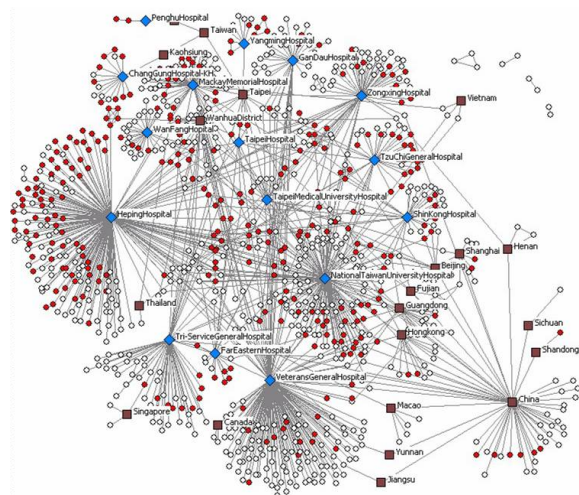 PenghuHospital
Taiwan
YangmingHospital
Kaohsiung
GanDauHospital
ChangGungHospital-KH
MackayMemorialHospital
Taipei
ZongxingHospital
Vietnam
WanhuaDistrict
WanFangHopital
TaipeiHospital
TzuChiGeneralHospital
TaipeiMedicalUniversityHospital
HepingHospital
ShinKongHospital
Shanghai
Henan
Beijing
NationalTaiwanUniversityHospital
Fujian
Thailand
Guangdong
Sichuan
Hongkong
Tri-ServiceGeneralHospital
FarEasternHospital
Shandong
VeteransGeneralHospital
China
Macao
Singapore
Canada
Yunnan
Jiangsu